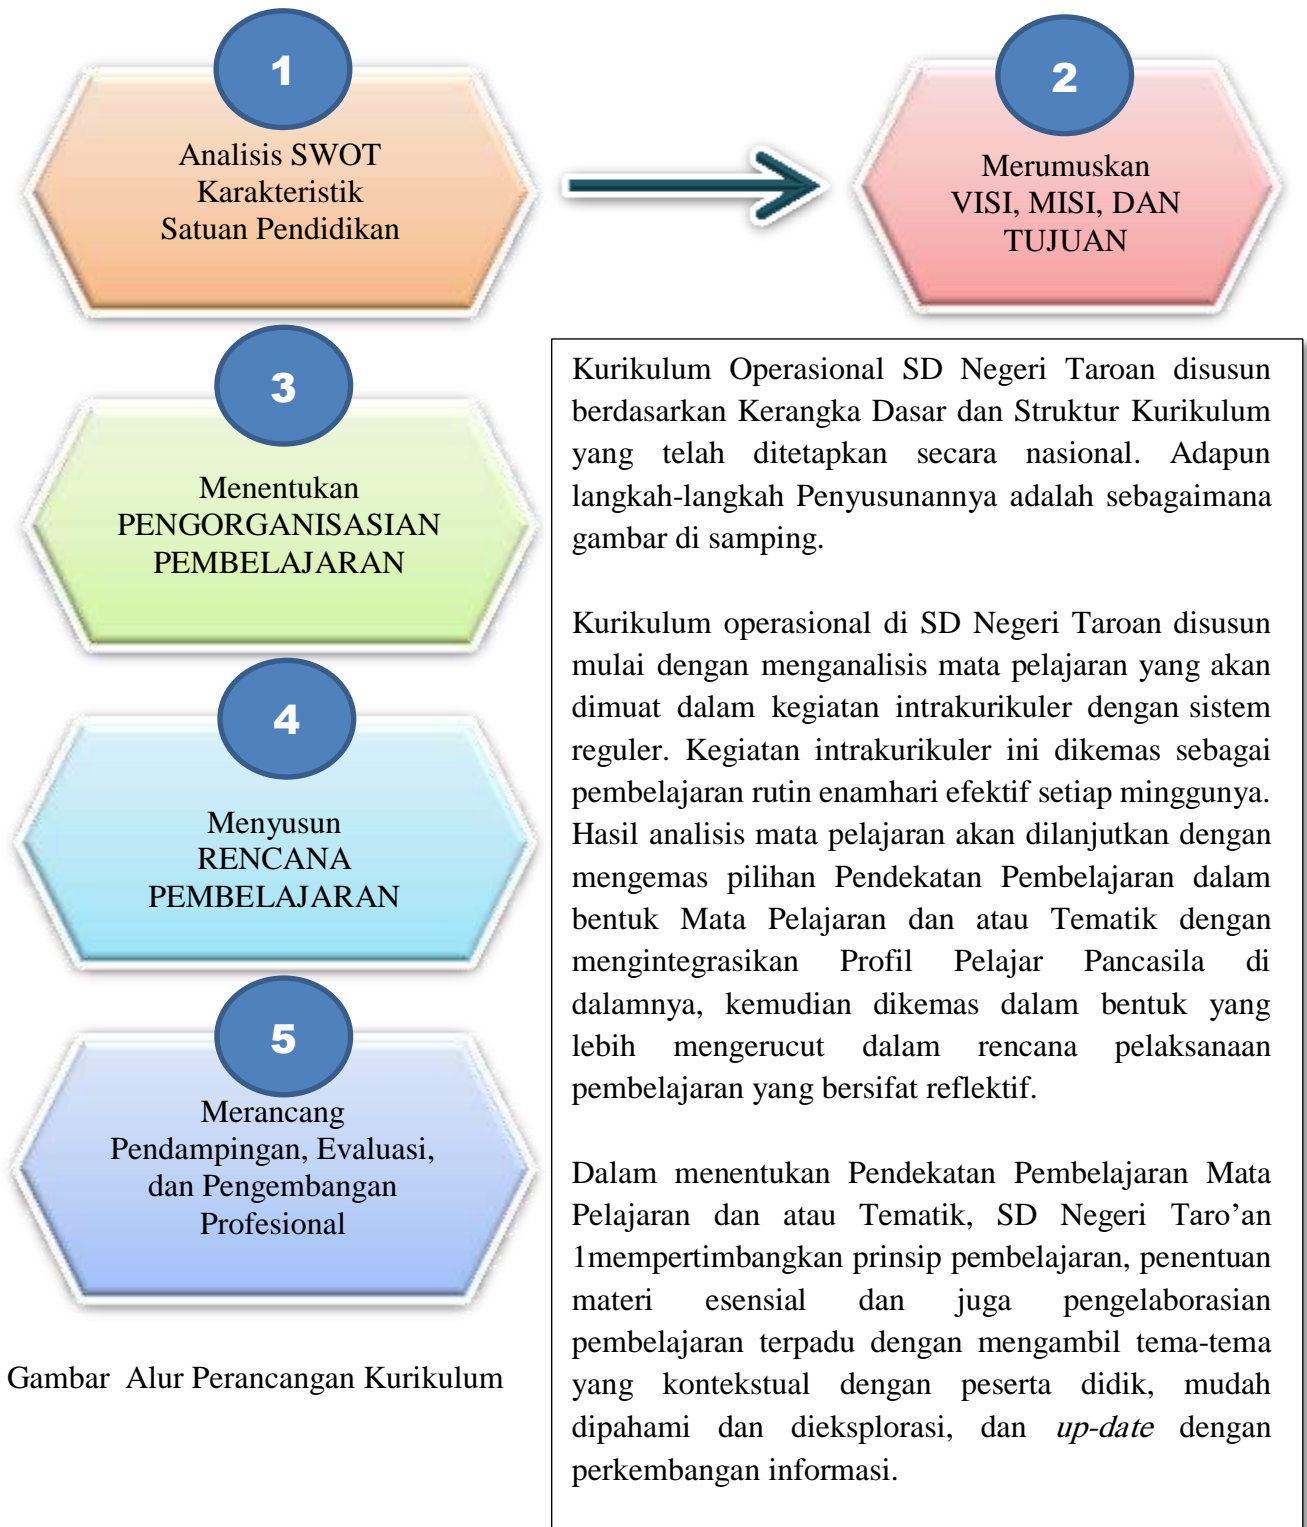 1
Analisis SWOT
Karakteristik
Satuan Pendidikan
2
Merumuskan
VISI, MISI, DAN
TUJUAN
3
Menentukan
PENGORGANISASIAN
PEMBELAJARAN
4
Menyusun
RENCANA
PEMBELAJARAN
5
Merancang
Pendampingan, Evaluasi,
dan Pengembangan
Profesional
Gambar Alur Perancangan Kurikulum
Kurikulum Operasional SD Negeri Taroan disusun
berdasarkan Kerangka Dasar dan Struktur Kurikulum
yang telah ditetapkan secara nasional. Adapun
langkah-langkah Penyusunannya adalah sebagaimana
gambar di samping.
Kurikulum operasional di SD Negeri Taroan disusun
mulai dengan menganalisis mata pelajaran yang akan
dimuat dalam kegiatan intrakurikuler dengan sistem
reguler. Kegiatan intrakurikuler ini dikemas sebagai
pembelajaran rutin enamhari efektif setiap minggunya.
Hasil analisis mata pelajaran akan dilanjutkan dengan
mengemas pilihan Pendekatan Pembelajaran dalam
bentuk Mata Pelajaran dan atau Tematik dengan
mengintegrasikan Profil Pelajar Pancasila di
dalamnya, kemudian dikemas dalam bentuk yang
lebih mengerucut dalam rencana pelaksanaan
pembelajaran yang bersifat reflektif.
Dalam menentukan Pendekatan Pembelajaran Mata
Pelajaran dan atau Tematik, SD Negeri Taro’an
1mempertimbangkan prinsip pembelajaran, penentuan
materi esensial dan juga pengelaborasian
pembelajaran terpadu dengan mengambil tema-tema
yang kontekstual dengan peserta didik, mudah
dipahami dan dieksplorasi, dan up-date dengan
perkembangan informasi.